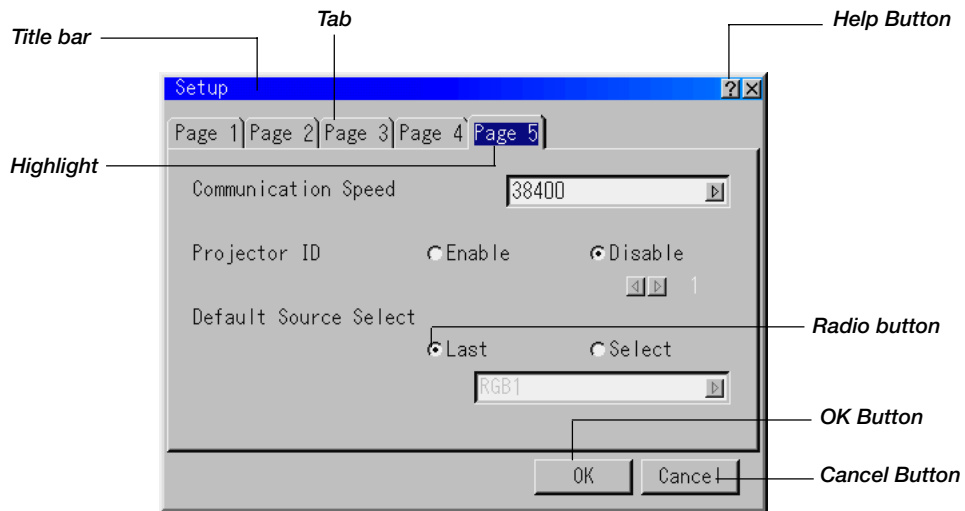 Tab
Help Button
Title bar
Setup
?
Page 1 Page 2 Page 3 Page 4 Page 5
Highlight
Communication Speed 38400
Projector ID Enable Disable
1
Default Source Select
Radio button
Last Select
RGB1
OK Button
OK Cancel
Cancel Button